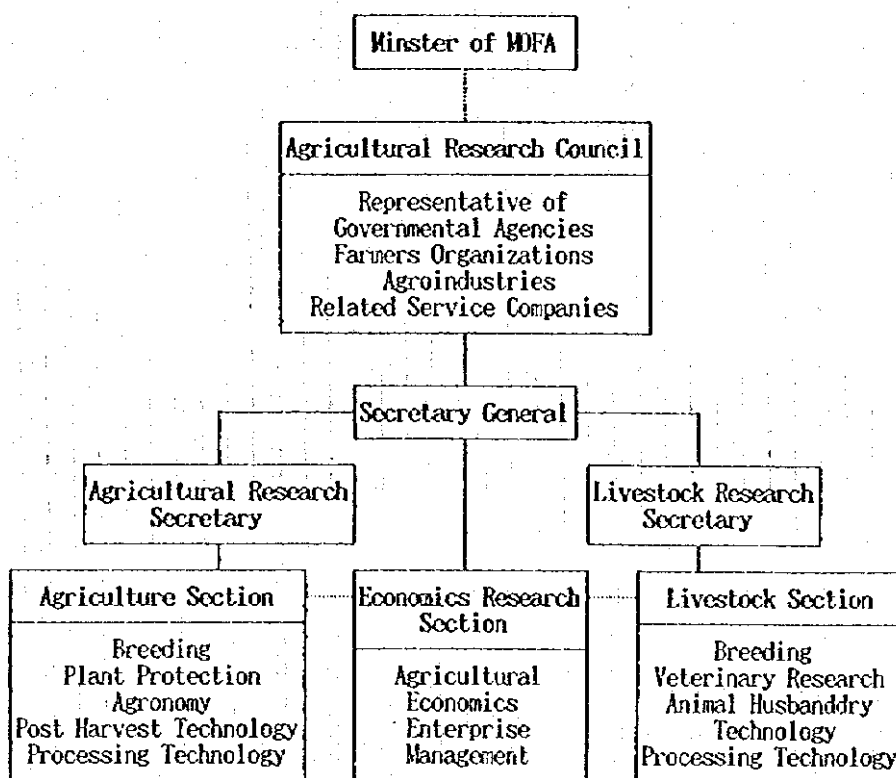 Minster of MOFA
Agricultural Research Council
Representative of
Governmental Agencies
Farmers Organizations
Agroindustries
Related Service Companies
Secretary General
Agricultural Research
Secretary
Livestock Research
Secretary
Agriculture Section
Breeding
Plant Protection
Agronomy
Post Harvest Technology
Processing Technology
Economics Research
Section
Agricultural
Economics
Enterprise
Management
Livestock Section
Breeding
Veterinary Research
Animal Husbanddry
Technology
Processing Technology